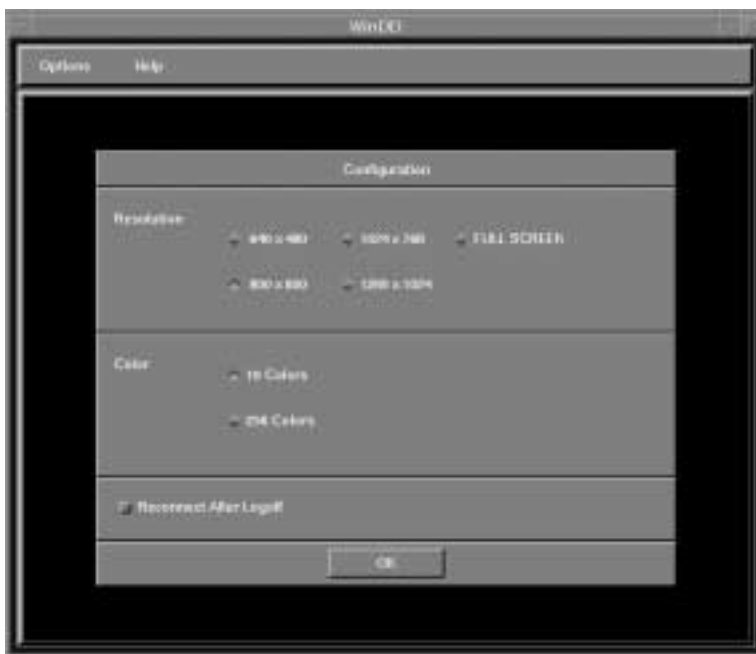 WinDD
Options Help
Configuration
Resolution
640 x 480 1024 x 768 FULL SCREEN
800 x 600 1280 x 1024
Color
16 Colors
256 Colors
Reconnect After Logoff
OK